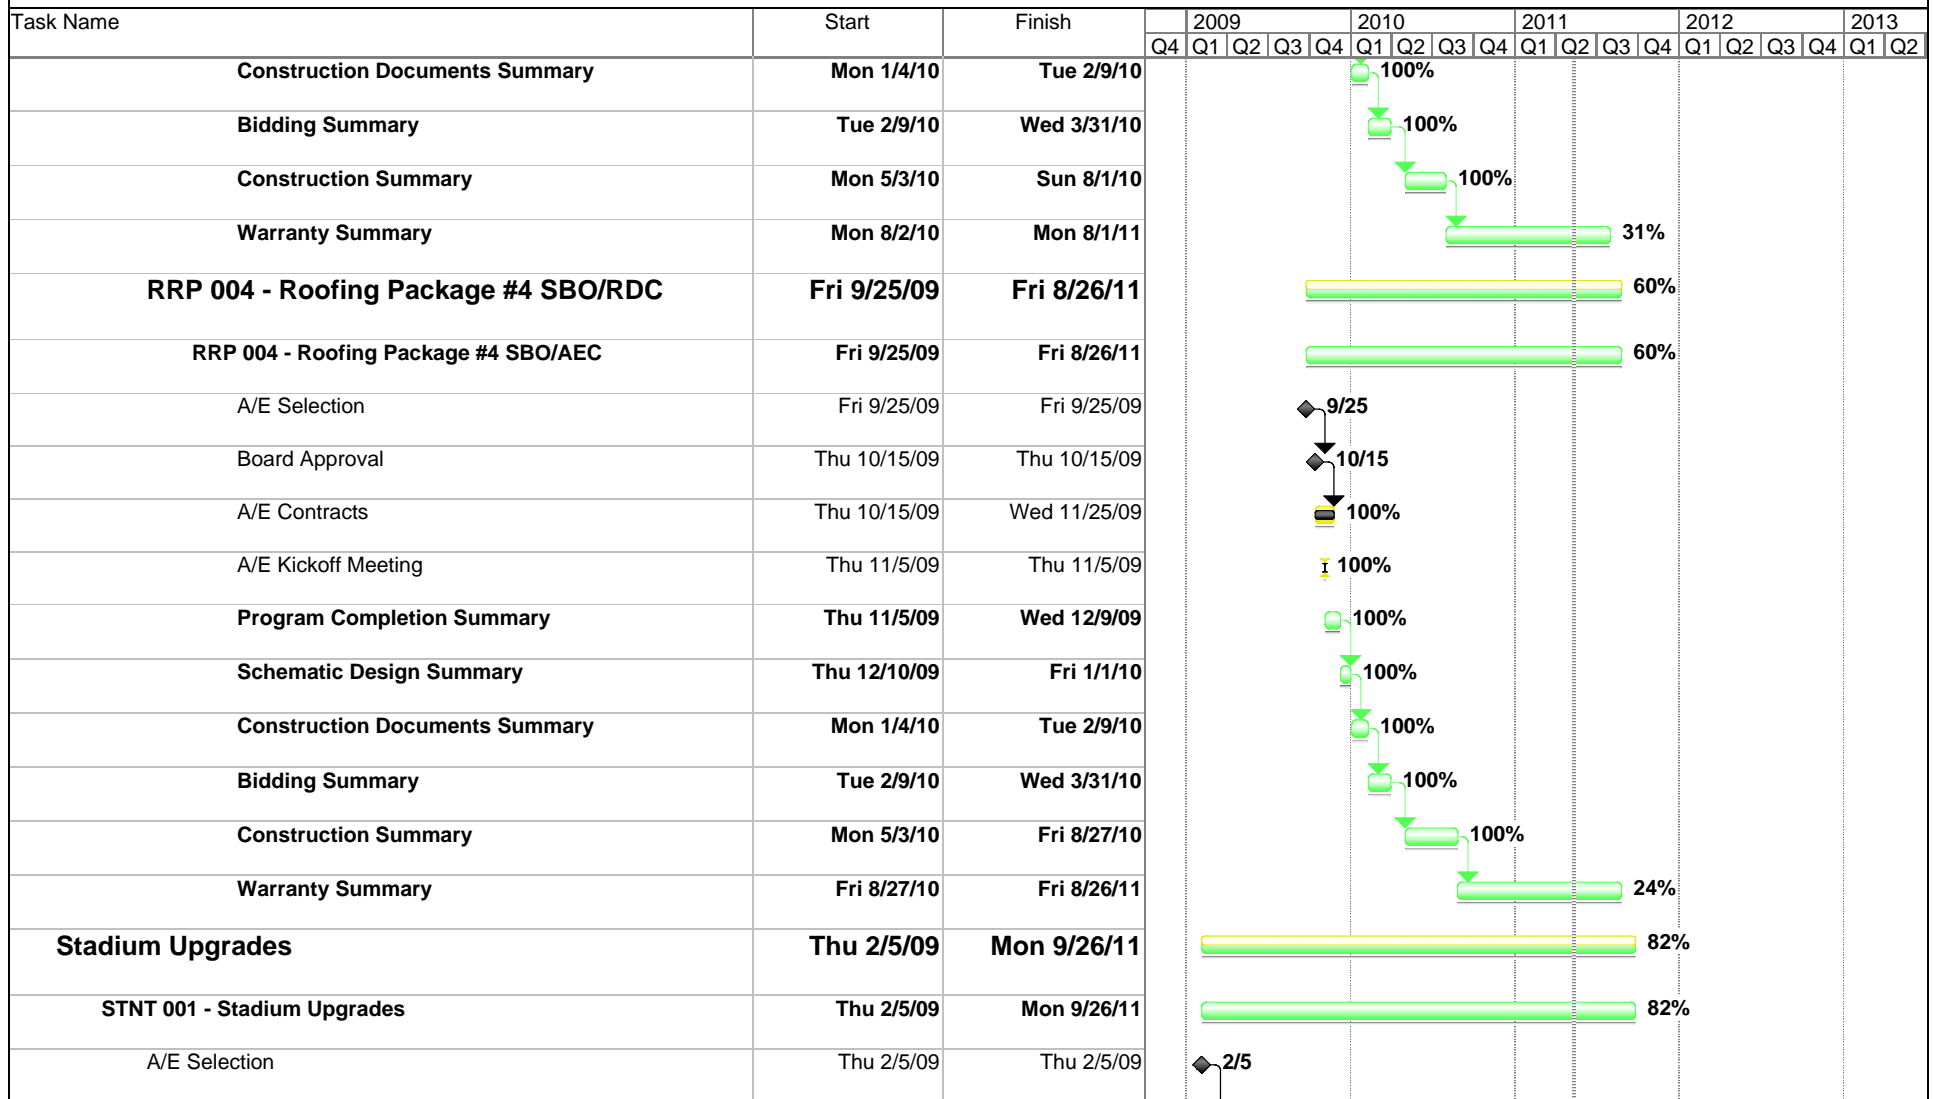 Task Name Start Finish 2009 2010 2011 2012 2013
Q4 Q1 Q2 Q3 Q4 Q1 Q2 Q3 Q4 Q1 Q2 Q3 Q4 Q1 Q2 Q3 Q4 Q1 Q2
Construction Documents Summary Mon 1/4/10 Tue 2/9/10 100%
Bidding Summary Tue 2/9/10 Wed 3/31/10 100%
Construction Summary Mon 5/3/10 Sun 8/1/10 100%
Warranty Summary Mon 8/2/10 Mon 8/1/11 31%
RRP 004 - Roofing Package #4 SBO/RDC Fri 9/25/09 Fri 8/26/11 60%
RRP 004 - Roofing Package #4 SBO/AEC Fri 9/25/09 Fri 8/26/11 60%
A/E Selection Fri 9/25/09 Fri 9/25/09 9/25
Board Approval Thu 10/15/09 Thu 10/15/09 10/15
A/E Contracts Thu 10/15/09 Wed 11/25/09 100%
A/E Kickoff Meeting Thu 11/5/09 Thu 11/5/09 100%
Program Completion Summary Thu 11/5/09 Wed 12/9/09 100%
Schematic Design Summary Thu 12/10/09 Fri 1/1/10 100%
Construction Documents Summary Mon 1/4/10 Tue 2/9/10 100%
Bidding Summary Tue 2/9/10 Wed 3/31/10 100%
Construction Summary Mon 5/3/10 Fri 8/27/10 100%
Warranty Summary Fri 8/27/10 Fri 8/26/11 24%
Stadium Upgrades Thu 2/5/09 Mon 9/26/11 82%
STNT 001 - Stadium Upgrades Thu 2/5/09 Mon 9/26/11 82%
A/E Selection Thu 2/5/09 Thu 2/5/09 2/5